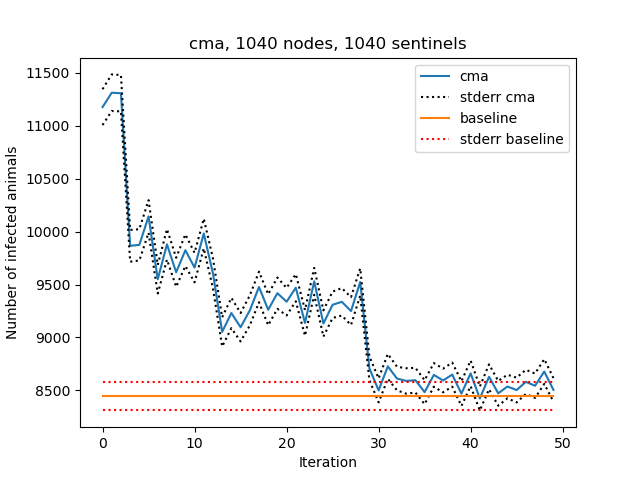 cma, 1040 nodes, 1040 sentinels
11500
11000
10500
10000
9500
9000
8500
Number of infected animals
cma
stderr cma
baseline
stderr baseline
0
10
20
30
40
50
Iteration